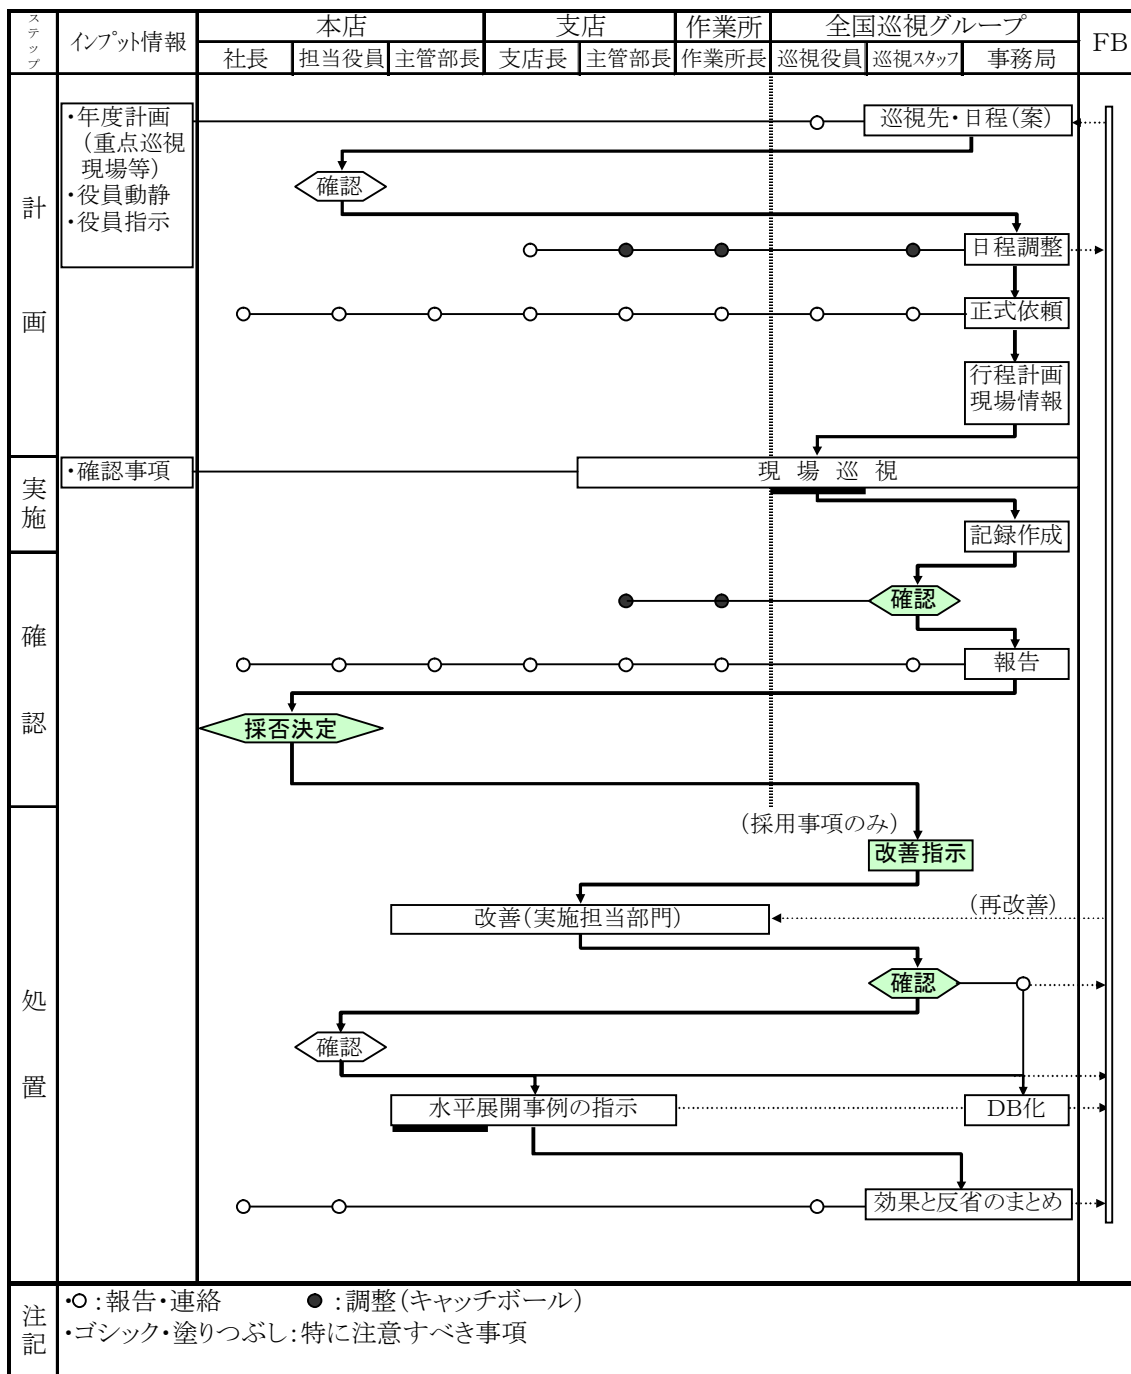 ステップ
インプット情報
本店
支店
作業所
全国巡視グループ
FB
社長
担当役員
主管部長
支店長
主管部長
作業所長
巡視役員
巡視スタッフ
事務局
計画
・年度計画
(重点巡視
現場等)
・役員動静
・役員指示
巡視先・日程(案)
確認
日程調整
正式依頼
行程計画
現場情報
実施
・確認事項
現場巡視
記録作成
確認
確認
報告
採否決定
処置
(採用事項のみ)
改善指示
改善(実施担当部門)
(再改善)
確認
確認
水平展開事例の指示
DB化
効果と反省のまとめ
注記
・○:報告・連絡 ●:調整(キャッチボール)
・ゴシック・塗りつぶし:特に注意すべき事項